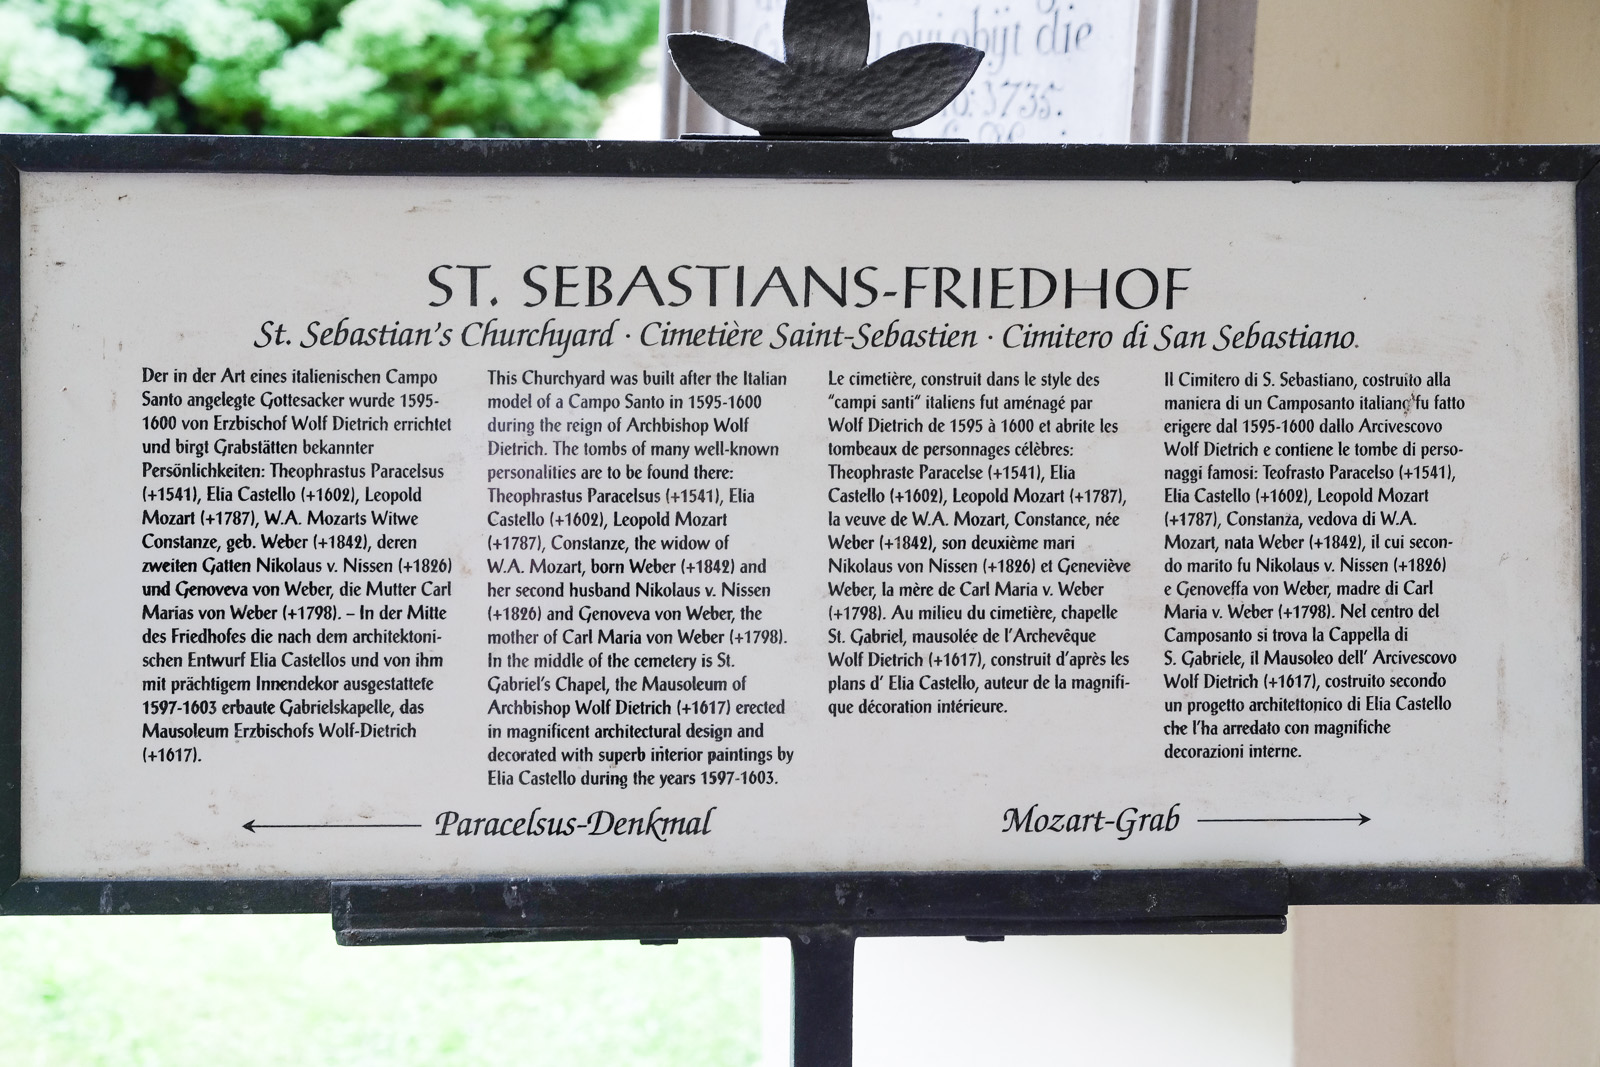 qui obijt die
1735.
ST. SEBASTIANS-FRIEDHOF
St. Sebastian's Churchyard · Cimetière Saint-Sebastien · Cimitero di San Sebastiano.
Der in der Art eines italienischen Campo
Santo angelegte Gottesacker wurde 1595-
1600 von Erzbischof Wolf Dietrich errichtet
und birgt Grabstätten bekannter
Persönlichkeiten: Theophrastus Paracelsus
(+1541), Elia Castello (+1602), Leopold
Mozart (+1787), W.A. Mozarts Witwe
Constanze, geb. Weber (+1842), deren
zweiten Gatten Nikolaus v. Nissen (+1826)
und Genoveva von Weber, die Mutter Carl
Marias von Weber (+1798). – In der Mitte
des Friedhofes die nach dem architektoni-
schen Entwurf Elia Castellos und von ihm
mit prächtigem Innendekor ausgestattete
1597-1603 erbaute Gabrielskapelle, das
Mausoleum Erzbischofs Wolf-Dietrich
(+1617).
This Churchyard was built after the Italian
model of a Campo Santo in 1595-1600
during the reign of Archbishop Wolf
Dietrich. The tombs of many well-known
personalities are to be found there:
Theophrastus Paracelsus (+1541), Elia
Castello (+1602), Leopold Mozart
(+1787), Constanze, the widow of
W.A. Mozart, born Weber (+1842) and
her second husband Nikolaus v. Nissen
(+1826) and Genoveva von Weber, the
mother of Carl Maria von Weber (+1798).
In the middle of the cemetery is St.
Gabriel's Chapel, the Mausoleum of
Archbishop Wolf Dietrich (+1617) erected
in magnificent architectural design and
decorated with superb interior paintings by
Elia Castello during the years 1597-1603.
Le cimetière, construit dans le style des
“campi santi“ italiens fut aménagé par
Wolf Dietrich de 1595 à 1600 et abrite les
tombeaux de personnages célèbres:
Theophraste Paracelse (+1541), Elia
Castello (+1602), Leopold Mozart (+1787),
la veuve de W.A. Mozart, Constance, née
Weber (+1842), son deuxième mari
Nikolaus von Nissen (+1826) et Geneviève
Weber, la mère de Carl Maria v. Weber
(+1798). Au milieu du cimetière, chapelle
St. Gabriel, mausolée de l'Archevêque
Wolf Dietrich (+1617), construit d'après les
plans d' Elia Castello, auteur de la magnifi-
que décoration intérieure.
Il Cimitero di S. Sebastiano, costruito alla
maniera di un Camposanto italiano fu fatto
erigere dal 1595-1600 dallo Arcivescovo
Wolf Dietrich e contiene le tombe di perso-
naggi famosi: Teofrasto Paracelso (+1541),
Elia Castello (+1602), Leopold Mozart
(+1787), Constanza, vedova di W.A.
Mozart, nata Weber (+1842), il cui secon-
do marito fu Nikolaus v. Nissen (+1826)
e Genoveffa von Weber, madre di Carl
Maria v. Weber (+1798). Nel centro del
Camposanto si trova la Cappella di
S. Gabriele, il Mausoleo dell' Arcivescovo
Wolf Dietrich (+1617), costruito secondo
un progetto architettonico di Elia Castello
che l'ha arredato con magnifiche
decorazioni interne.
Paracelsus-Denkmal
Mozart-Grab